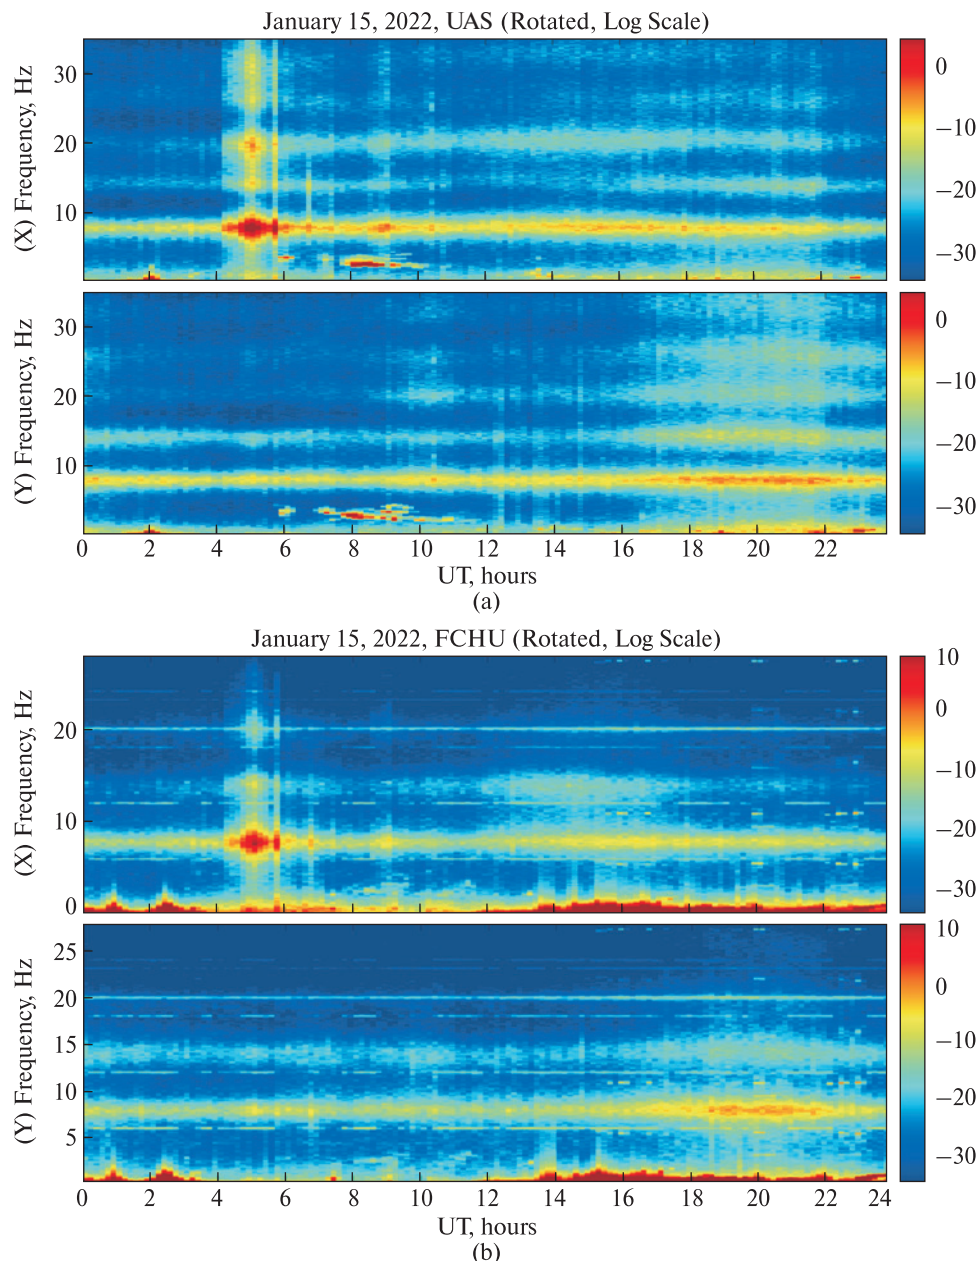 January 15, 2022, UAS (Rotated, Log Scale)
(X) Frequency, Hz
30
20
10
0
−10
−20
−30
(Y) Frequency, Hz
30
20
10
0
−10
−20
−30
0 2 4 6 8 10 12 14 16 18 20 22
UT, hours
(a)
January 15, 2022, FCHU (Rotated, Log Scale)
(X) Frequency, Hz
20
10
0
10
0
−10
−20
−30
(Y) Frequency, Hz
25
20
15
10
5
10
0
−10
−20
−30
0 2 4 6 8 10 12 14 16 18 20 22 24
UT, hours
(b)